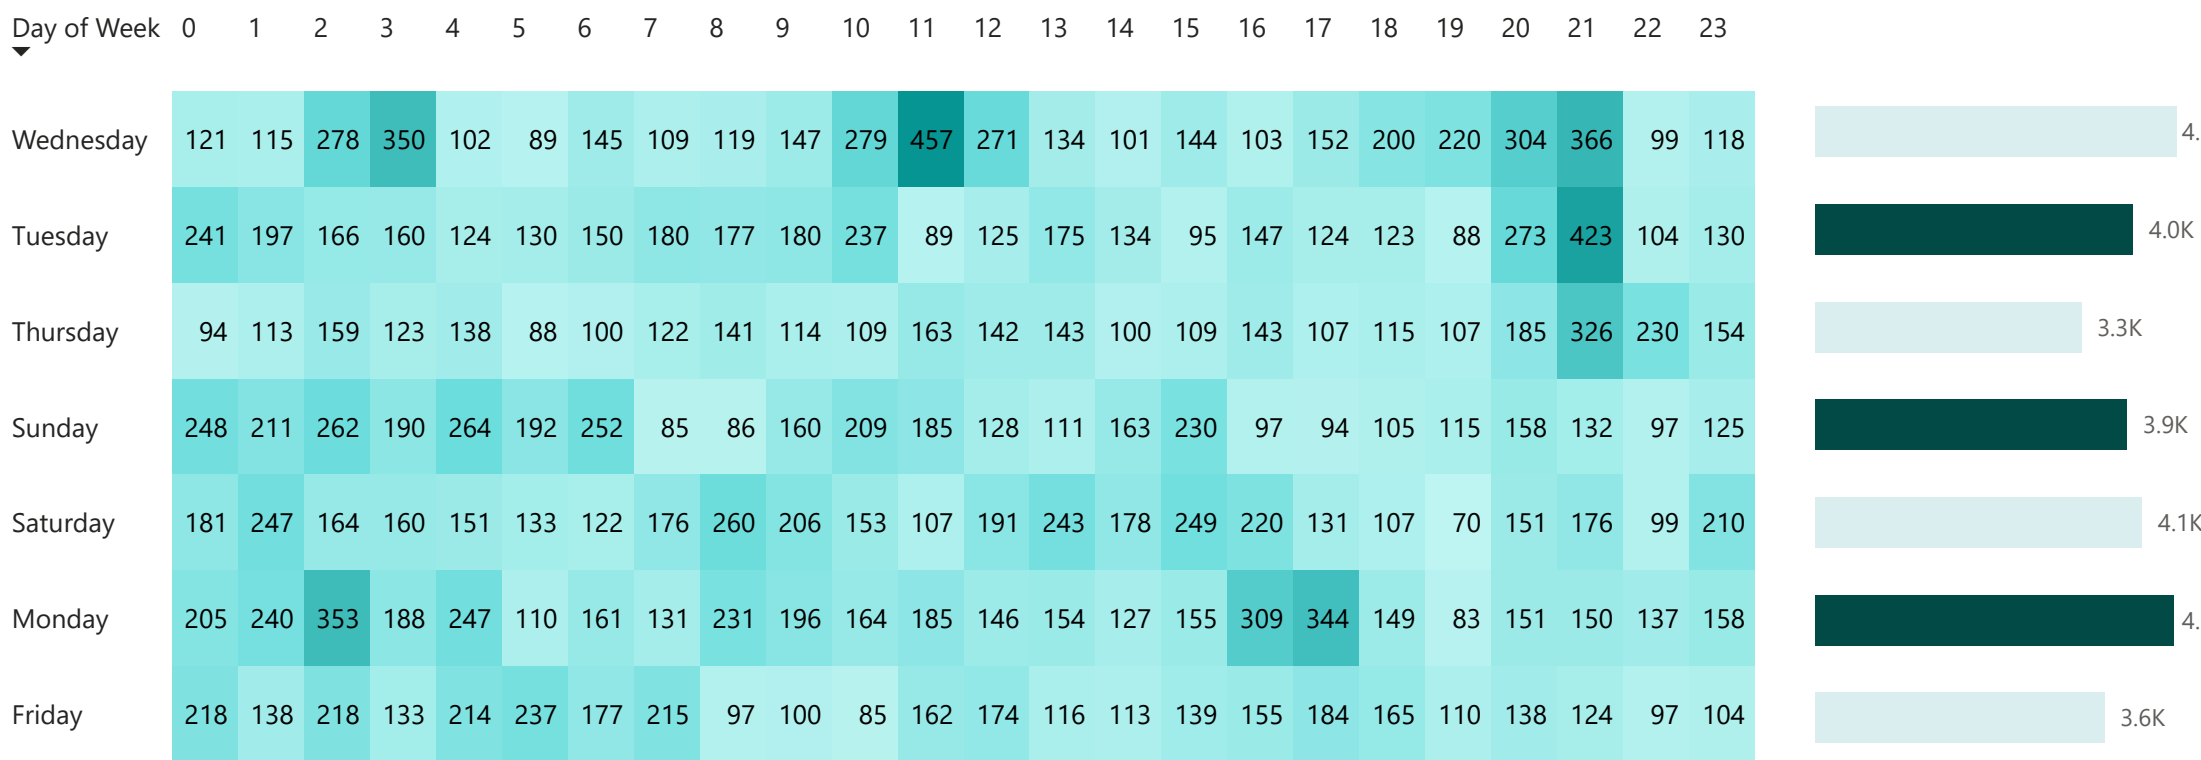 Day of Week 0 1 2 3 4 5 6 7 8 9 10 11 12 13 14 15 16 17 18 19 20 21 22 23
Wednesday 121 115 278 350 102 89 145 109 119 147 279 457 271 134 101 144 103 152 200 220 304 366 99 118 4.
Tuesday 241 197 166 160 124 130 150 180 177 180 237 89 125 175 134 95 147 124 123 88 273 423 104 130 4.0K
Thursday 94 113 159 123 138 88 100 122 141 114 109 163 142 143 100 109 143 107 115 107 185 326 230 154 3.3K
Sunday 248 211 262 190 264 192 252 85 86 160 209 185 128 111 163 230 97 94 105 115 158 132 97 125 3.9K
Saturday 181 247 164 160 151 133 122 176 260 206 153 107 191 243 178 249 220 131 107 70 151 176 99 210 4.1K
Monday 205 240 353 188 247 110 161 131 231 196 164 185 146 154 127 155 309 344 149 83 151 150 137 158 4.
Friday 218 138 218 133 214 237 177 215 97 100 85 162 174 116 113 139 155 184 165 110 138 124 97 104 3.6K